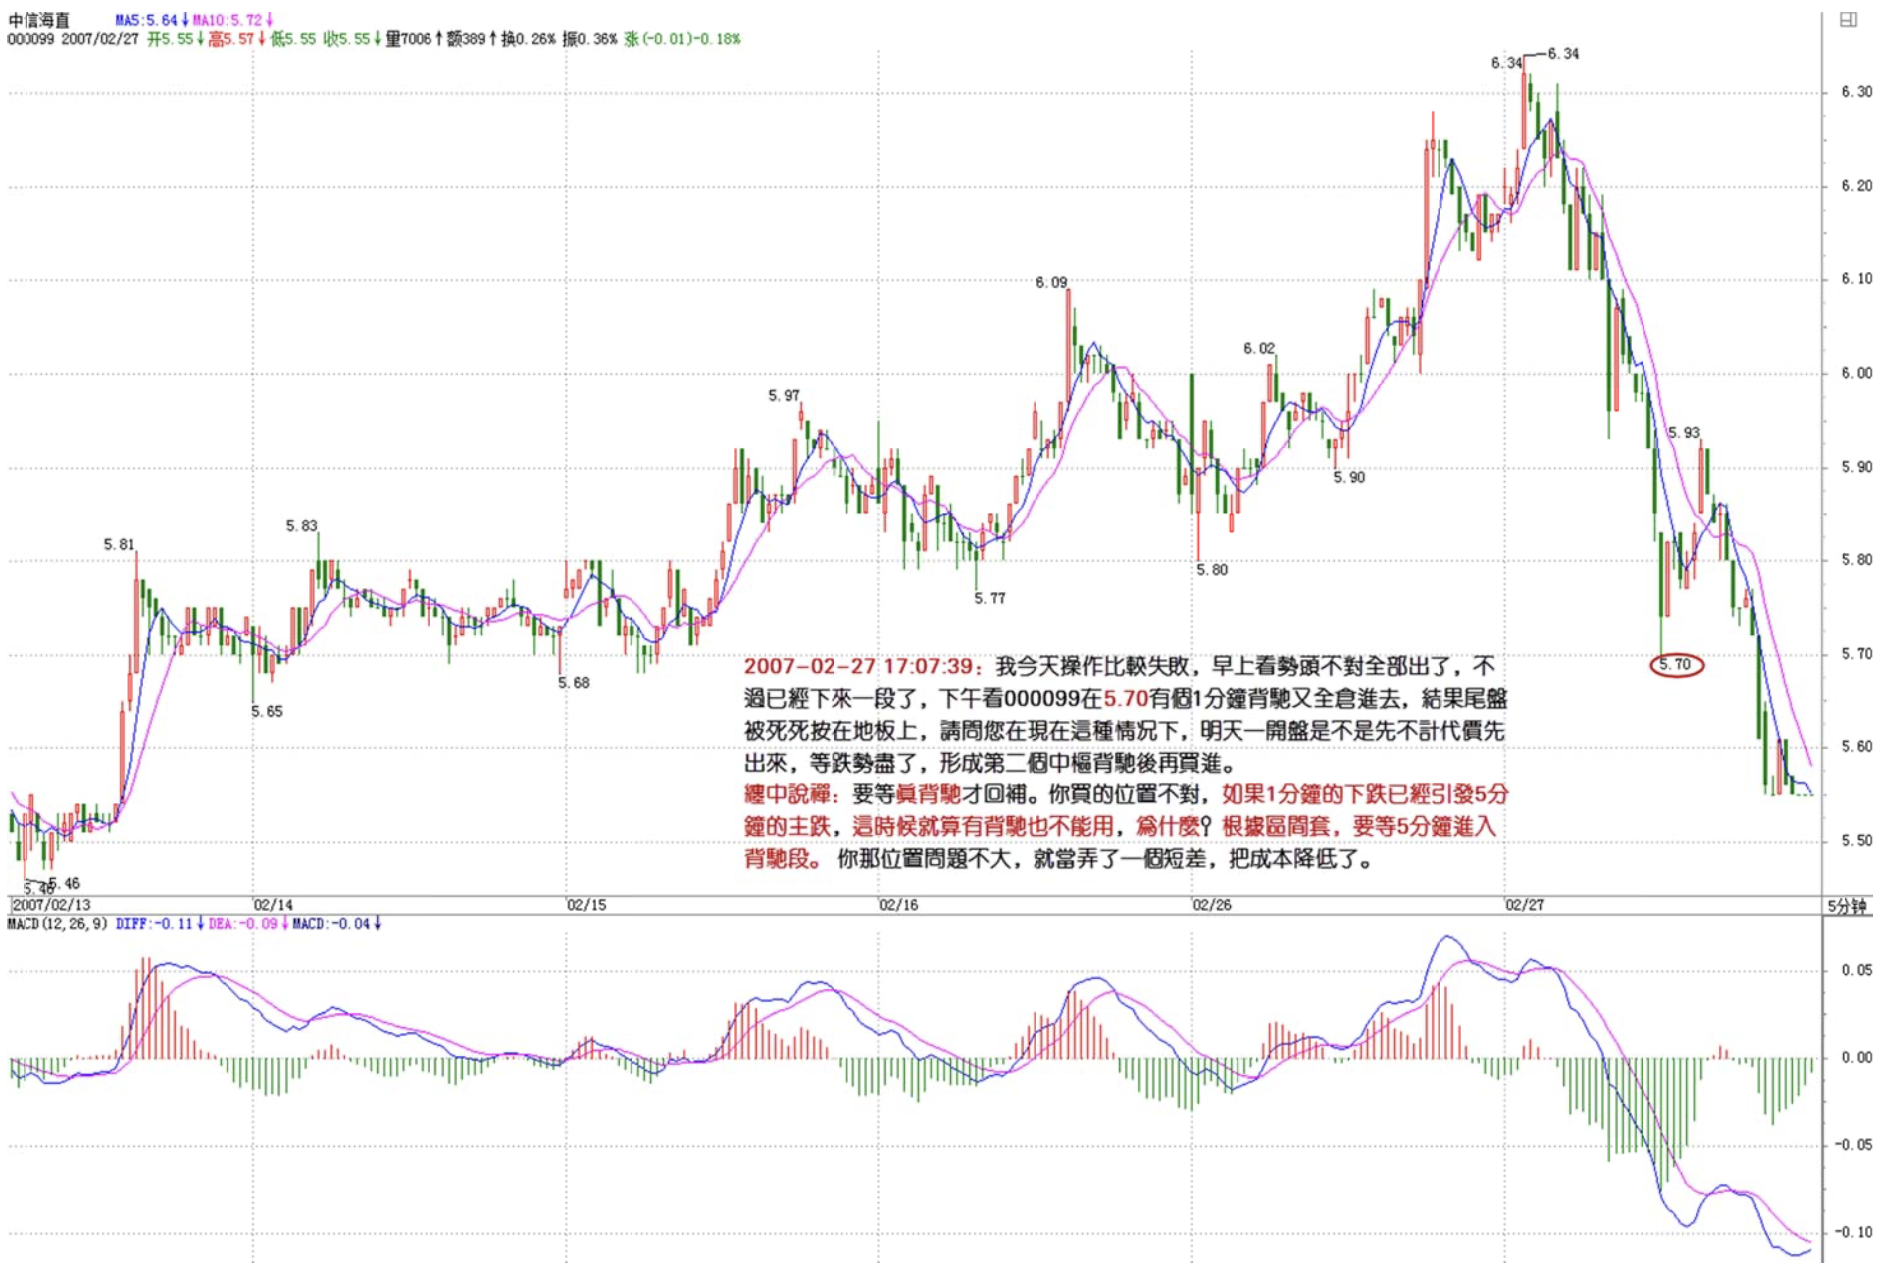 中信海直 MA5:5.64↓MA10:5.72↓
000099 2007/02/27 开5.55↓高5.57↓低5.55 收5.55↓量7006↑额389↑换0.26% 振0.36% 涨(-0.01)-0.18%
6.34 6.34
6.30
6.20
6.09
6.10
6.02
6.00
5.97
5.93
5.90
5.90
5.83
5.81
5.80
5.80
5.77
5.70
5.70
5.68
5.65
2007-02-27 17:07:39：我今天操作比較失敗，早上看勢頭不對全部出了，不
過已經下來一段了，下午看000099在5.70有個1分鐘背馳又全倉進去，結果尾盤
被死死按在地板上，請問您在現在這種情况下，明天一開盤是不是先不計代價先
出來，等跌勢盡了，形成第二個中樞背馳後再買進。
纏中說禪：要等眞背馳才回補。你買的位置不對，如果1分鐘的下跌已經引發5分
鐘的主跌，這時候就算有背馳也不能用，爲什麼？根據區間套，要等5分鐘進入
背馳段。 你那位置問題不大，就當弄了一個短差，把成本降低了。
5.60
5.50
5.46 5.46
2007/02/13 02/14 02/15 02/16 02/26 02/27 5分钟
MACD(12,26,9) DIFF:-0.11↓DEA:-0.09↓MACD:-0.04↓
0.05
0.00
-0.05
-0.10